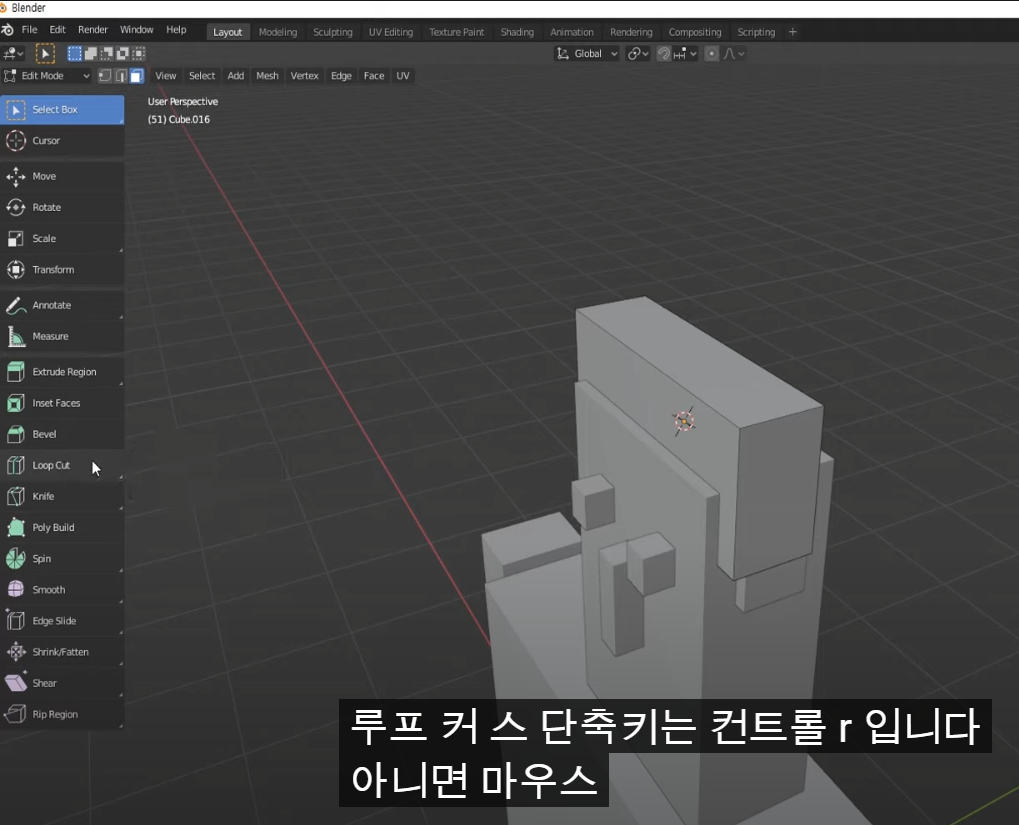 Blender
File Edit Render Window Help Layout Modeling Sculpting UV Editing Texture Paint Shading Animation Rendering Compositing Scripting +
Global
Edit Mode View Select Add Mesh Vertex Edge Face UV
User Perspective
(51) Cube.016
Select Box
Cursor
Move
Rotate
Scale
Transform
Annotate
Measure
Extrude Region
Inset Faces
Bevel
Loop Cut
Knife
Poly Build
Spin
Smooth
Edge Slide
Shrink/Fatten
Shear
Rip Region
루프 커 스 단축키는 컨트롤 r 입니다
아니면 마우스